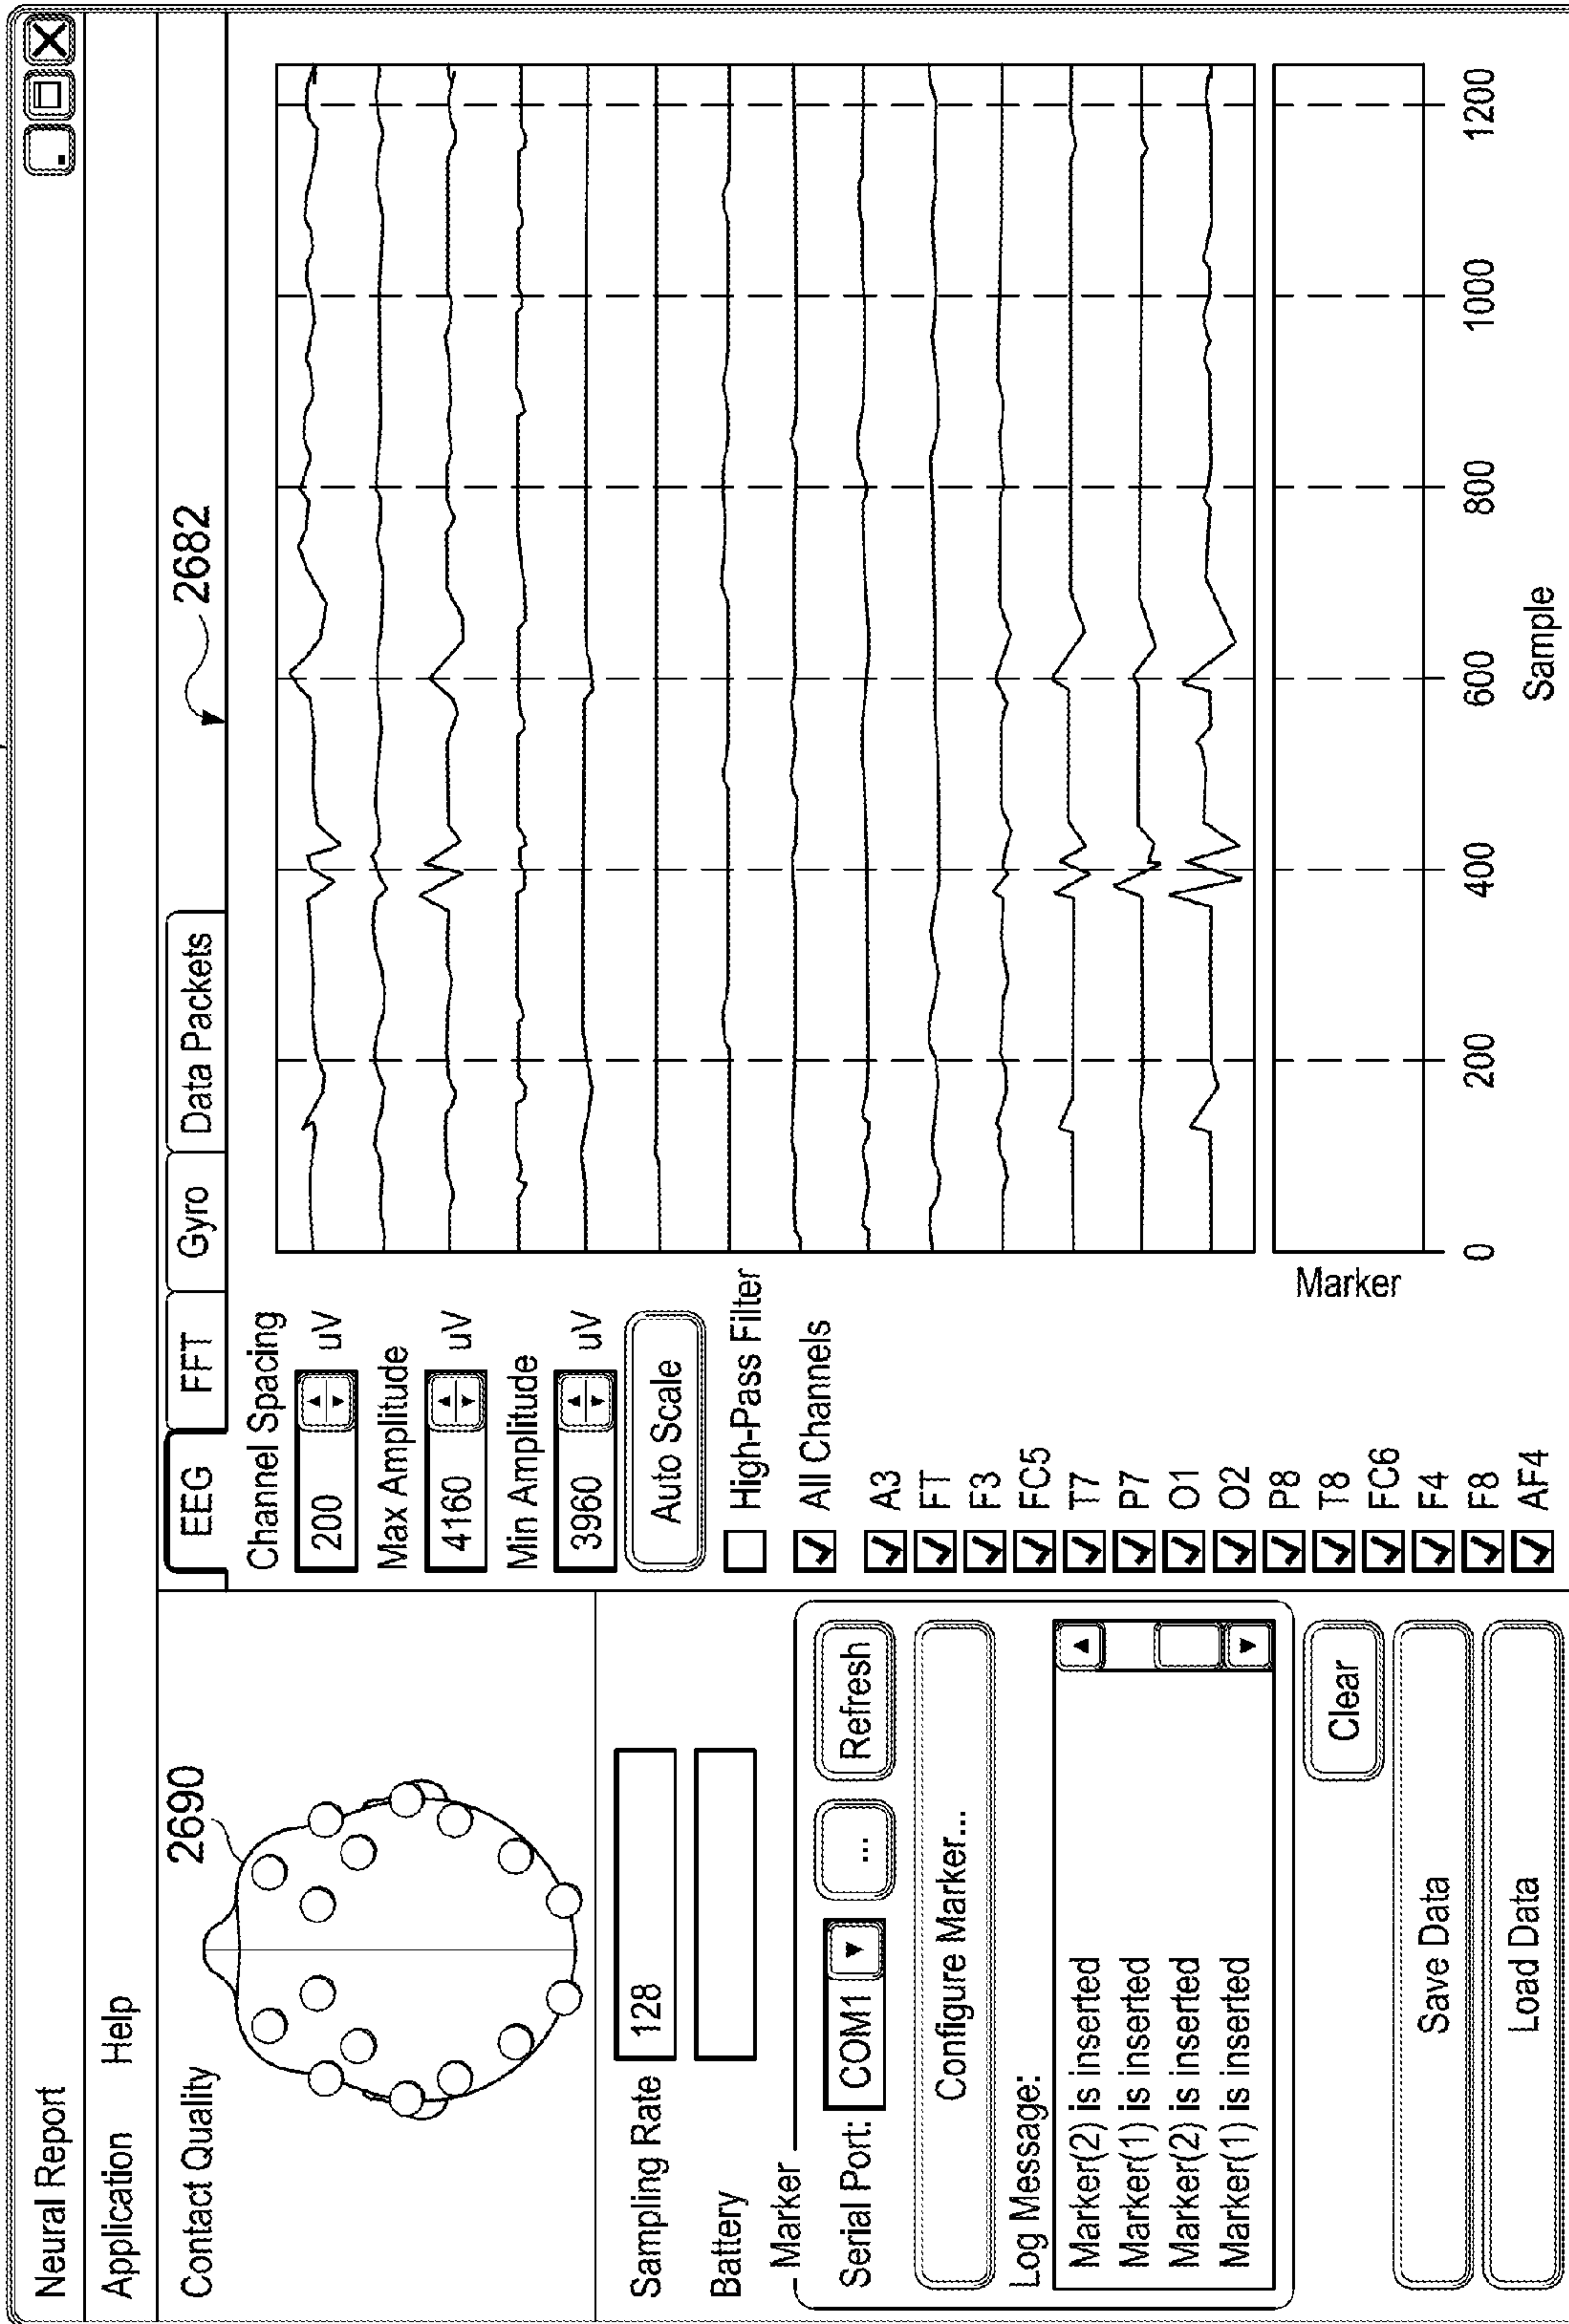 Neural Report
Application Help
Contact Quality
2690
Sampling Rate 128
Battery
Marker
Serial Port: COM1 ... Refresh
Configure Marker...
Log Message:
Marker(2) is inserted
Marker(1) is inserted
Marker(2) is inserted
Marker(1) is inserted
Clear
Save Data
Load Data
EEG FFT Gyro Data Packets
2682
Channel Spacing
200 uV
Max Amplitude
4160 uV
Min Amplitude
3960 uV
Auto Scale
High-Pass Filter
All Channels
A3
FT
F3
FC5
T7
P7
O1
O2
P8
T8
FC6
F4
F8
AF4
Marker
0 200 400 600 800 1000 1200
Sample